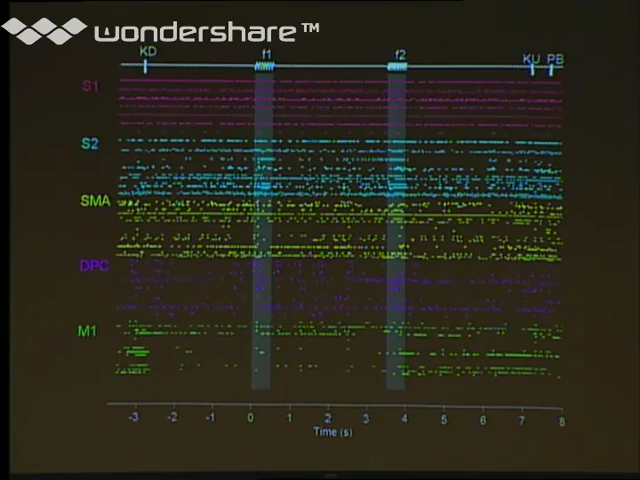 wondershare™
KD f1 f2 KU PB
S1
S2
SMA
DPC
M1
-3 -2 -1 0 1 2 3 4 5 6 7 8
Time (s)